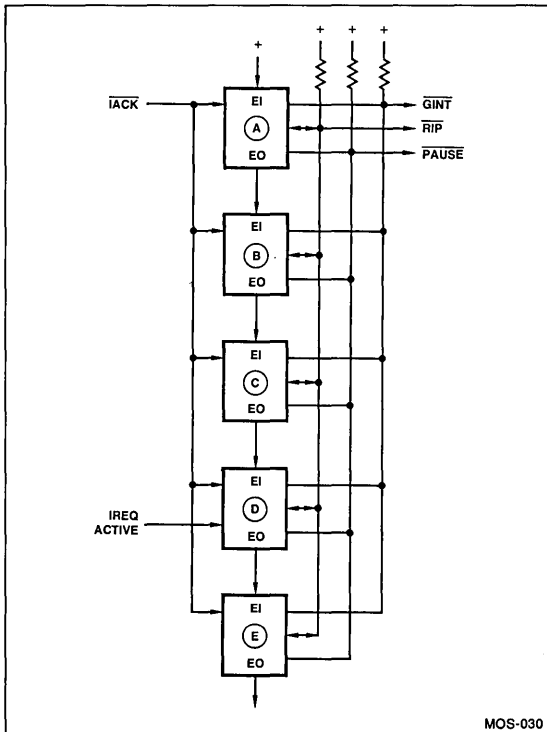 + + + +
EI
IACK
A
GINT
RIP
EO
PAUSE
EI
B
EO
EI
C
EO
EI
D
IREQ
ACTIVE
EO
EI
E
EO
MOS-030